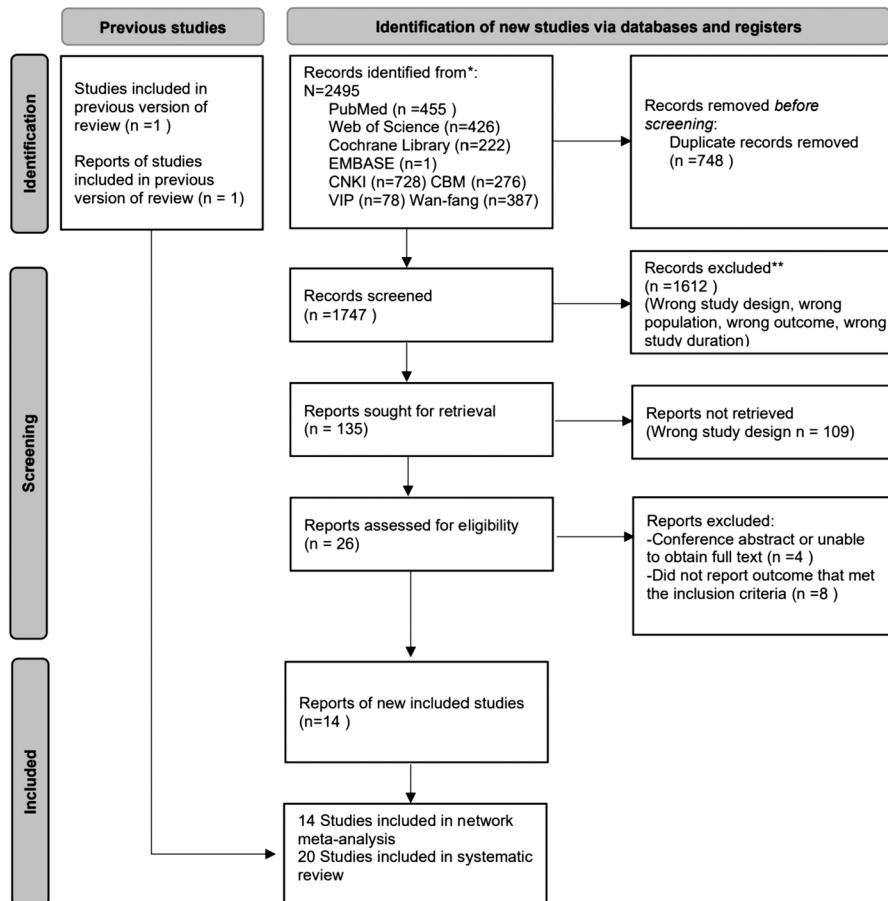 Previous studies
Identification of new studies via databases and registers
Identification
Studies included in
previous version of
review (n =1 )
Reports of studies
included in previous
version of review (n = 1)
Records identified from*:
N=2495
PubMed (n =455 )
Web of Science (n=426)
Cochrane Library (n=222)
EMBASE (n=1)
CNKI (n=728) CBM (n=276)
VIP (n=78) Wan-fang (n=387)
Records removed before
screening:
Duplicate records removed
(n =748 )
Screening
Records screened
(n =1747 )
Records excluded**
(n =1612 )
(Wrong study design, wrong
population, wrong outcome, wrong
study duration)
Reports sought for retrieval
(n = 135)
Reports not retrieved
(Wrong study design n = 109)
Reports assessed for eligibility
(n = 26)
Reports excluded:
-Conference abstract or unable
to obtain full text (n =4 )
-Did not report outcome that met
the inclusion criteria (n =8 )
Included
Reports of new included studies
(n=14 )
14 Studies included in network
meta-analysis
20 Studies included in systematic
review